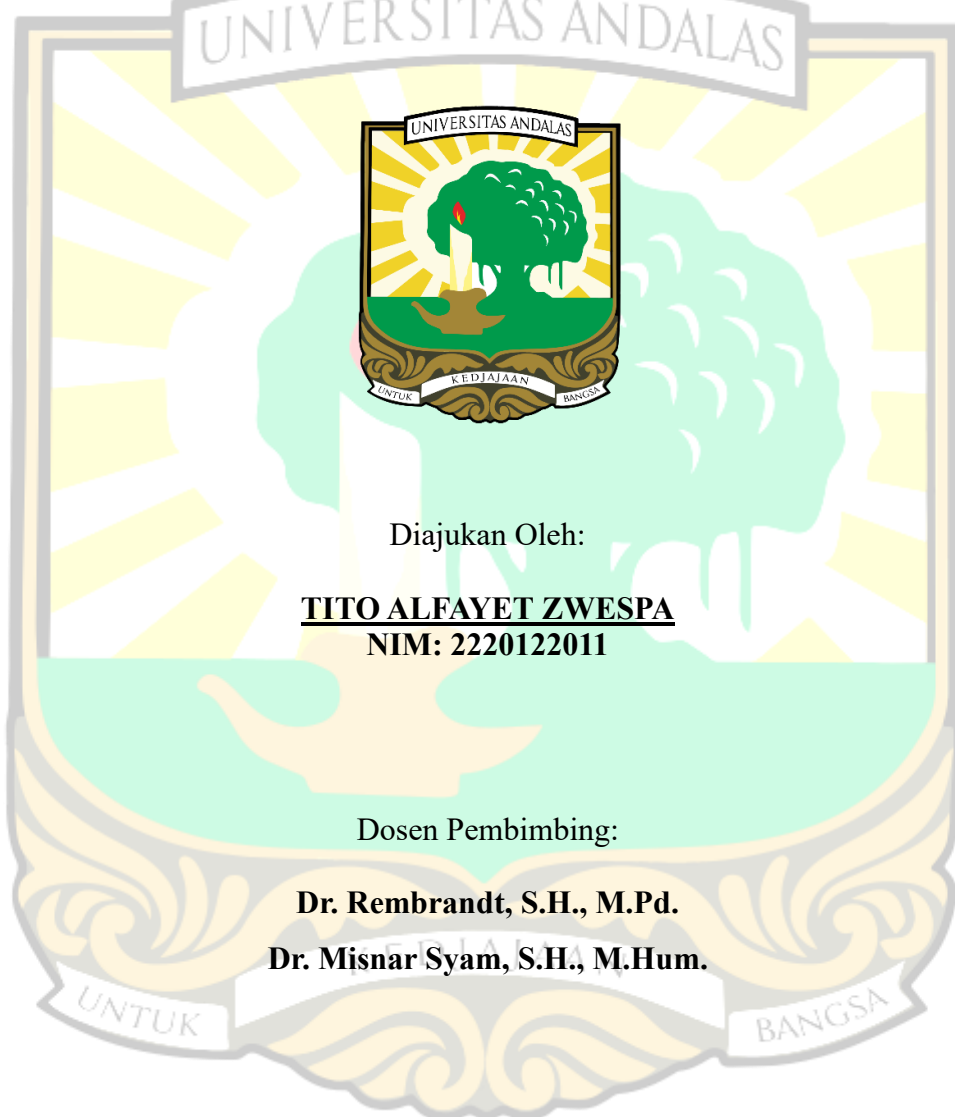 UNIVERSITAS ANDALAS
UNIVERSITAS ANDALAS
UNTUK KEDJAJAAN BANGSA
Diajukan Oleh:
TITO ALFAYET ZWESPA
NIM: 2220122011
Dosen Pembimbing:
Dr. Rembrandt, S.H., M.Pd.
Dr. Misnar Syam, S.H., M.Hum.
UNTUK KEDJAJAAN BANGSA